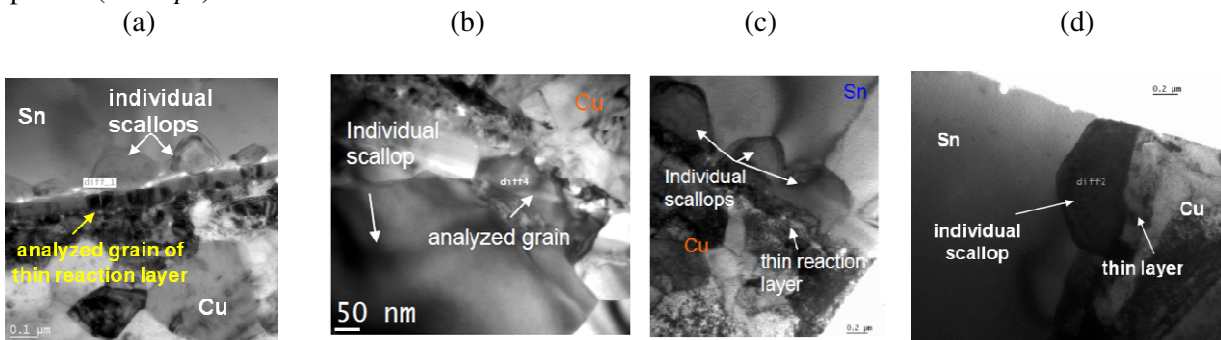 (a)
(b)
(c)
(d)
Sn
individual
scallops
diff_1
analyzed grain of
thin reaction layer
Cu
0.1 μm
Cu
Individual
scallop
diff4
analyzed grain
50 nm
Sn
Individual
scallops
Cu
thin reaction
layer
0.2 μm
0.2 μm
Sn
diff2
Cu
individual
scallop
thin layer